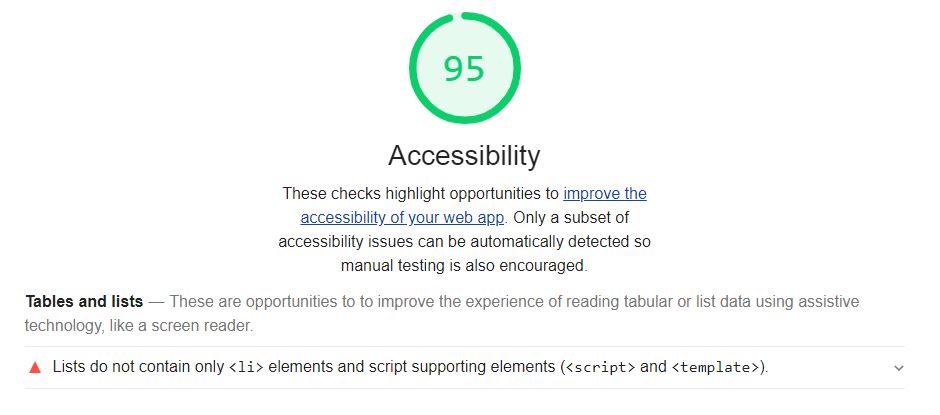 95
Accessibility
These checks highlight opportunities to improve the
accessibility of your web app. Only a subset of
accessibility issues can be automatically detected so
manual testing is also encouraged.
Tables and lists — These are opportunities to to improve the experience of reading tabular or list data using assistive
technology, like a screen reader.
Lists do not contain only <li> elements and script supporting elements (<script> and <template>).